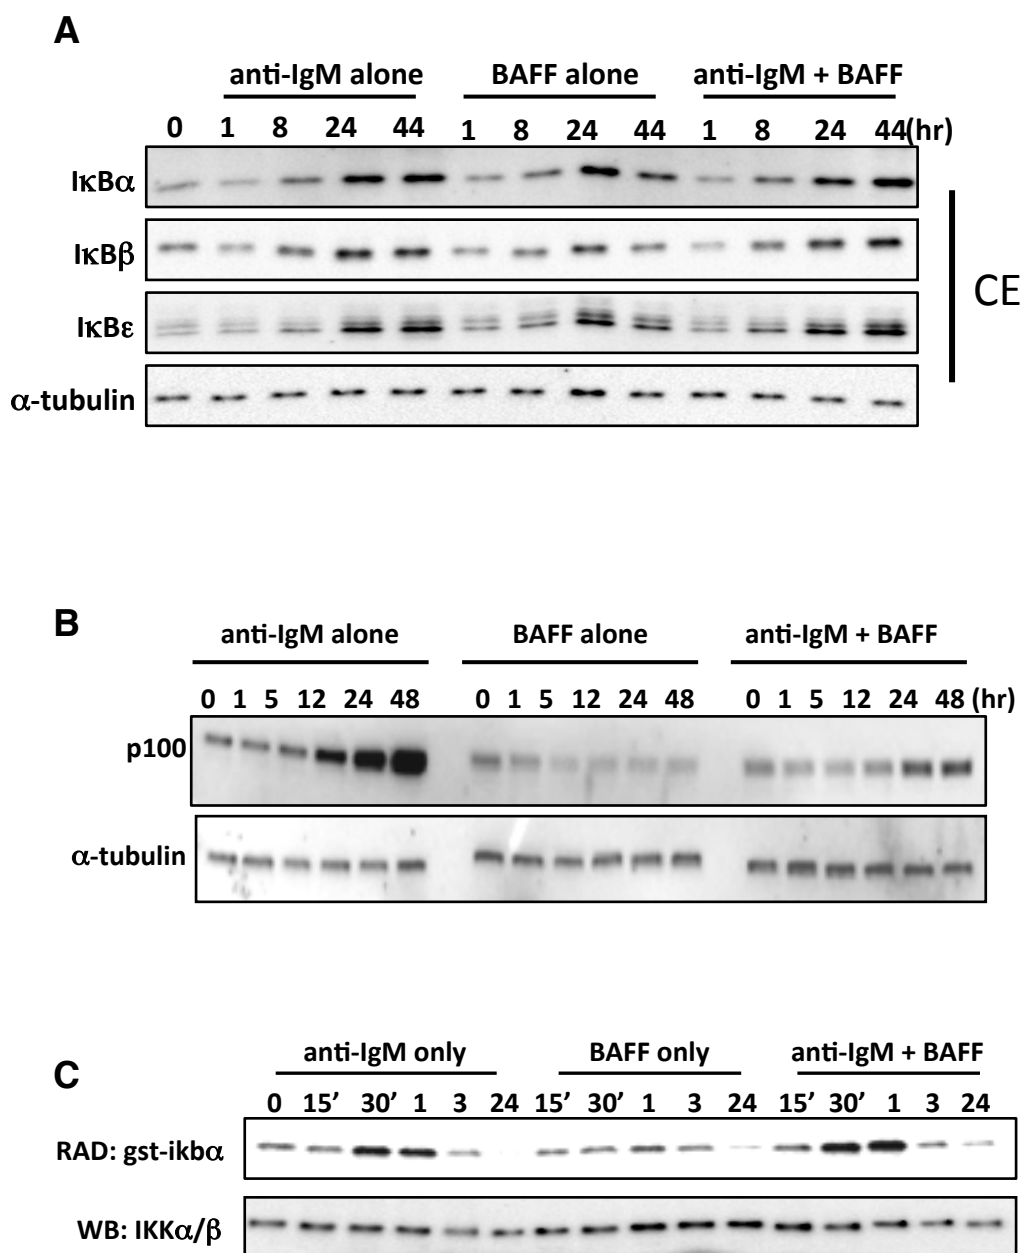 A
anti-IgM alone BAFF alone anti-IgM + BAFF
0 1 8 24 44 1 8 24 44 1 8 24 44(hr)
IκBα
IκBβ
IκBε
α-tubulin
CE
B
anti-IgM alone BAFF alone anti-IgM + BAFF
0 1 5 12 24 48 0 1 5 12 24 48 0 1 5 12 24 48 (hr)
p100
α-tubulin
C
anti-IgM only BAFF only anti-IgM + BAFF
0 15’ 30’ 1 3 24 15’ 30’ 1 3 24 15’ 30’ 1 3 24
RAD: gst-ikbα
WB: IKKα/β